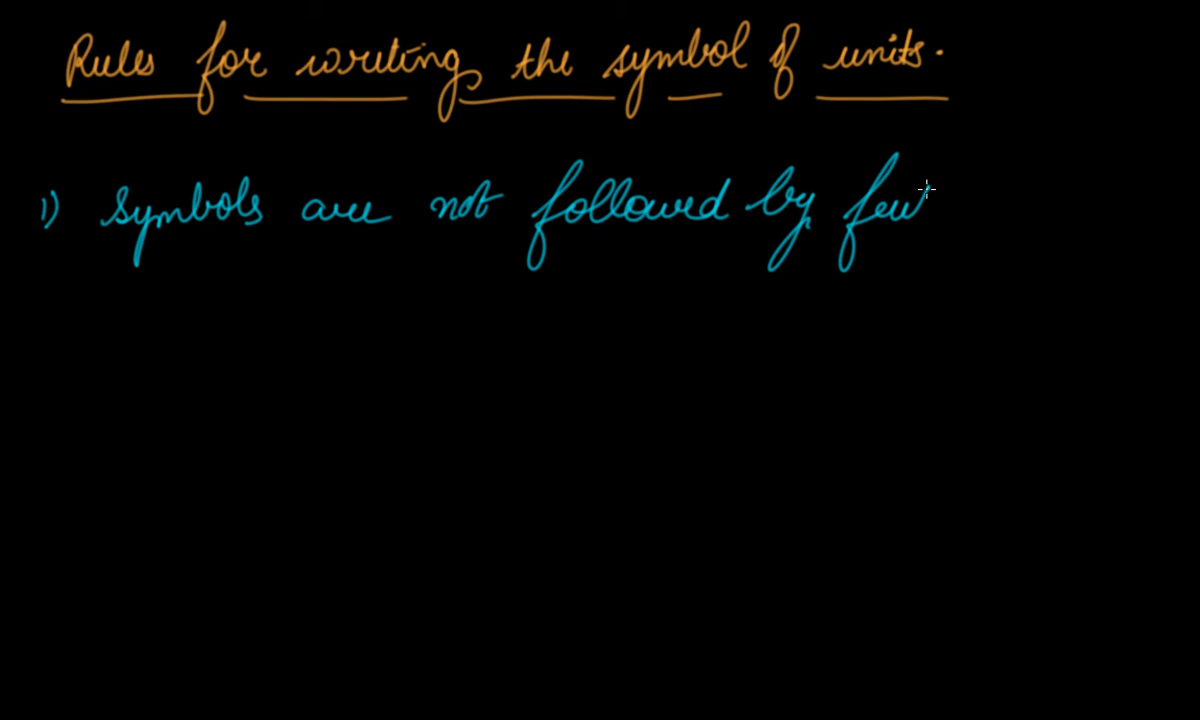 Rules for writing the symbol of units.
1) Symbols are not followed by few